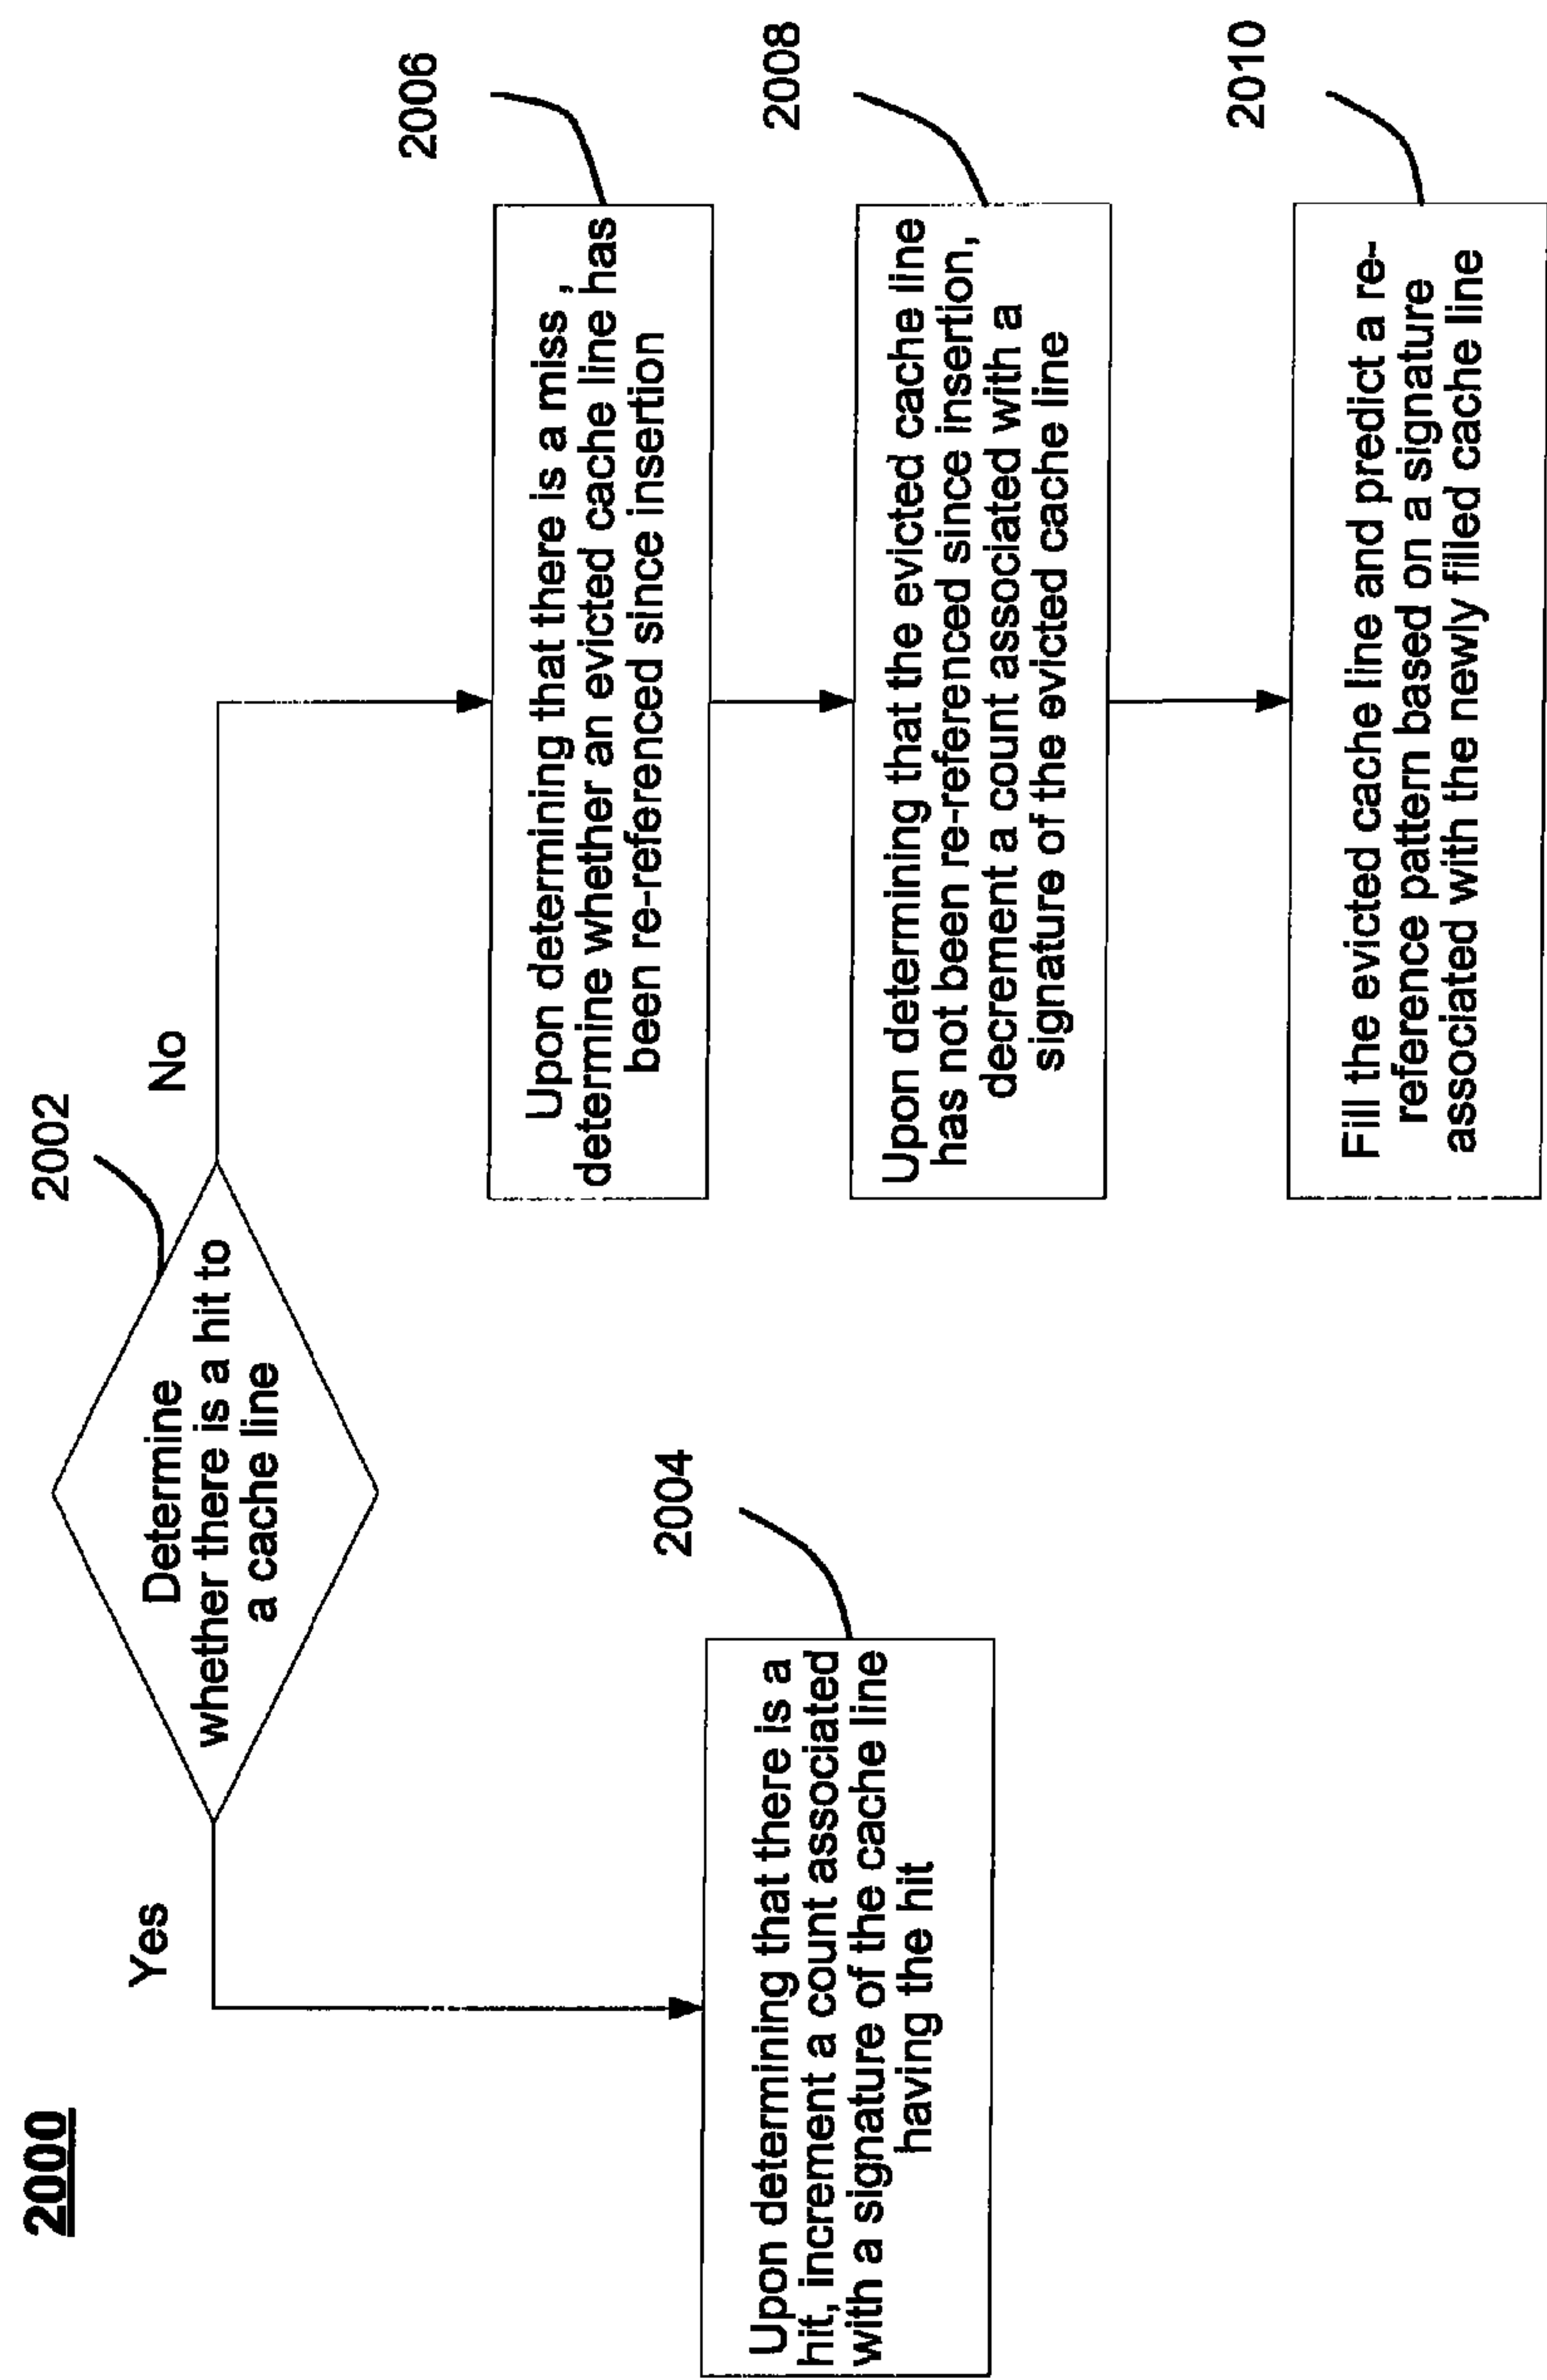 2000
2002
Determine
whether there is a hit to
a cache line
Yes
No
2004
Upon determining that there is a
hit, increment a count associated
with a signature of the cache line
having the hit
2006
Upon determining that there is a miss ,
determine whether an evicted cache line has
been re-referenced since insertion
2008
Upon determining that the evicted cache line
has not been re-referenced since insertion,
decrement a count associated with a
signature of the evicted cache line
2010
Fill the evicted cache line and predict a re-
reference pattern based on a signature
associated with the newly filled cache line